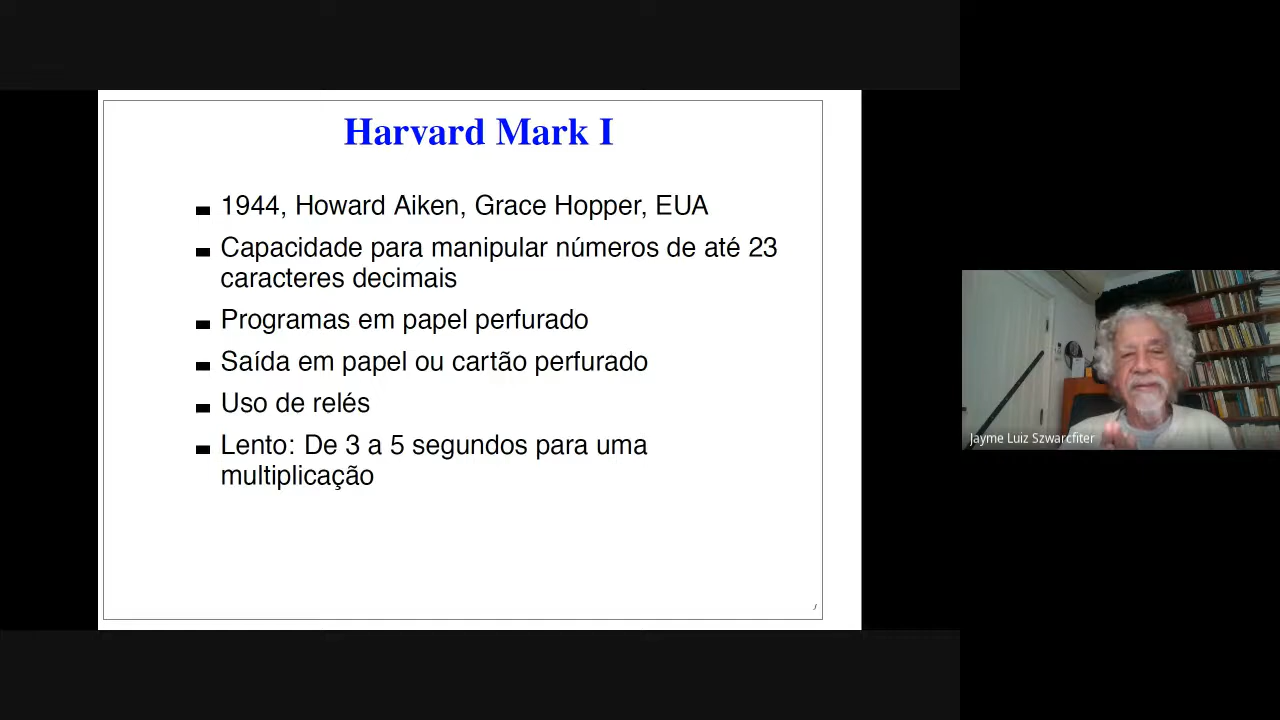 Harvard Mark I
1944, Howard Aiken, Grace Hopper, EUA
Capacidade para manipular números de até 23
caracteres decimais
Programas em papel perfurado
Saída em papel ou cartão perfurado
Uso de relés
Lento: De 3 a 5 segundos para uma
multiplicação
Jayme Luiz Szwarcfiter